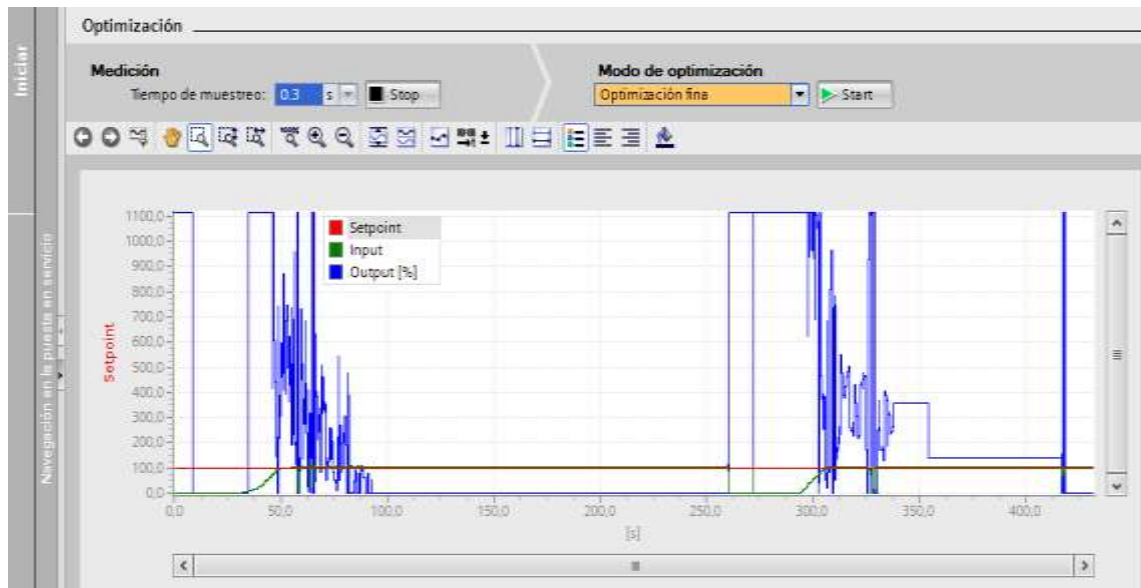 Optimización
Iniciar
Medición
Tiempo de muestreo: 0.3 s Stop
Modo de optimización
Optimización fina Start
Navegación en la puesta en servicio
Setpoint
1100,0
1000,0
900,0
800,0
700,0
600,0
500,0
400,0
300,0
200,0
100,0
0,0
Setpoint
Input
Output [%]
0,0 50,0 100,0 150,0 200,0 250,0 300,0 350,0 400,0
[s]